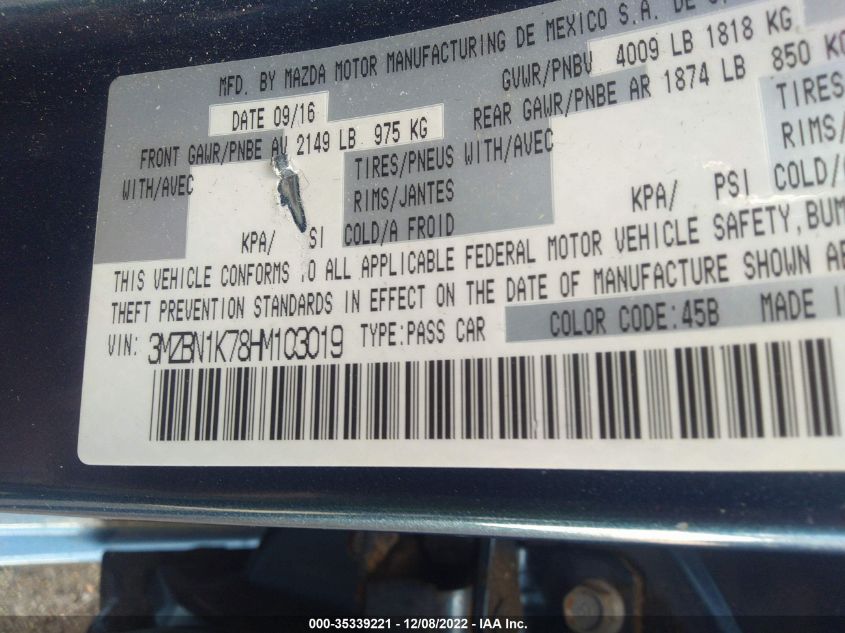 MFD. BY MAZDA MOTOR MANUFACTURING DE MEXICO S.A. DE
DATE 09/16 GVWR/PNBV 4009 LB 1818 KG
FRONT GAWR/PNBE AV 2149 LB 975 KG REAR GAWR/PNBE AR 1874 LB 850 KG
WITH/AVEC TIRES/PNEUS WITH/AVEC TIRES
RIMS/JANTES RIMS/
KPA/ SI COLD/A FROID KPA/ PSI COLD/
THIS VEHICLE CONFORMS O ALL APPLICABLE FEDERAL MOTOR VEHICLE SAFETY, BUM
THEFT PREVENTION STANDARDS IN EFFECT ON THE DATE OF MANUFACTURE SHOWN AB
VIN: 3MZBN1K78HM103019 TYPE:PASS CAR COLOR CODE:45B MADE I
000-35339221 - 12/08/2022 - IAA Inc.